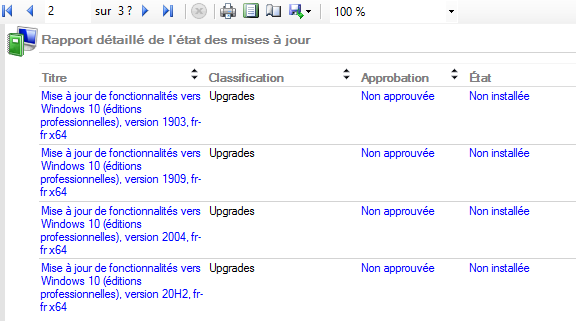 2 sur 3 ? 100 %
Rapport détaillé de l'état des mises à jour
Titre Classification Approbation État
Mise à jour de fonctionnalités vers Upgrades Non approuvée Non installée
Windows 10 (éditions
professionnelles), version 1903, fr-
fr x64
Mise à jour de fonctionnalités vers Upgrades Non approuvée Non installée
Windows 10 (éditions
professionnelles), version 1909, fr-
fr x64
Mise à jour de fonctionnalités vers Upgrades Non approuvée Non installée
Windows 10 (éditions
professionnelles), version 2004, fr-
fr x64
Mise à jour de fonctionnalités vers Upgrades Non approuvée Non installée
Windows 10 (éditions
professionnelles), version 20H2, fr-
fr x64